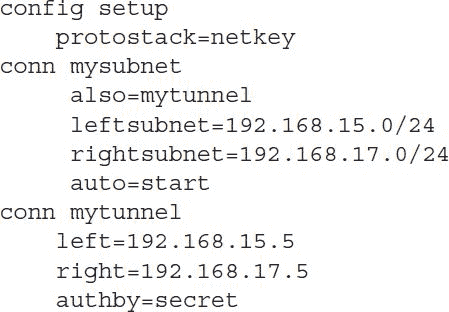 config setup
    protostack=netkey
conn mysubnet
     also=mytunnel
     leftsubnet=192.168.15.0/24
     rightsubnet=192.168.17.0/24
     auto=start
conn mytunnel
    left=192.168.15.5
    right=192.168.17.5
    authby=secret